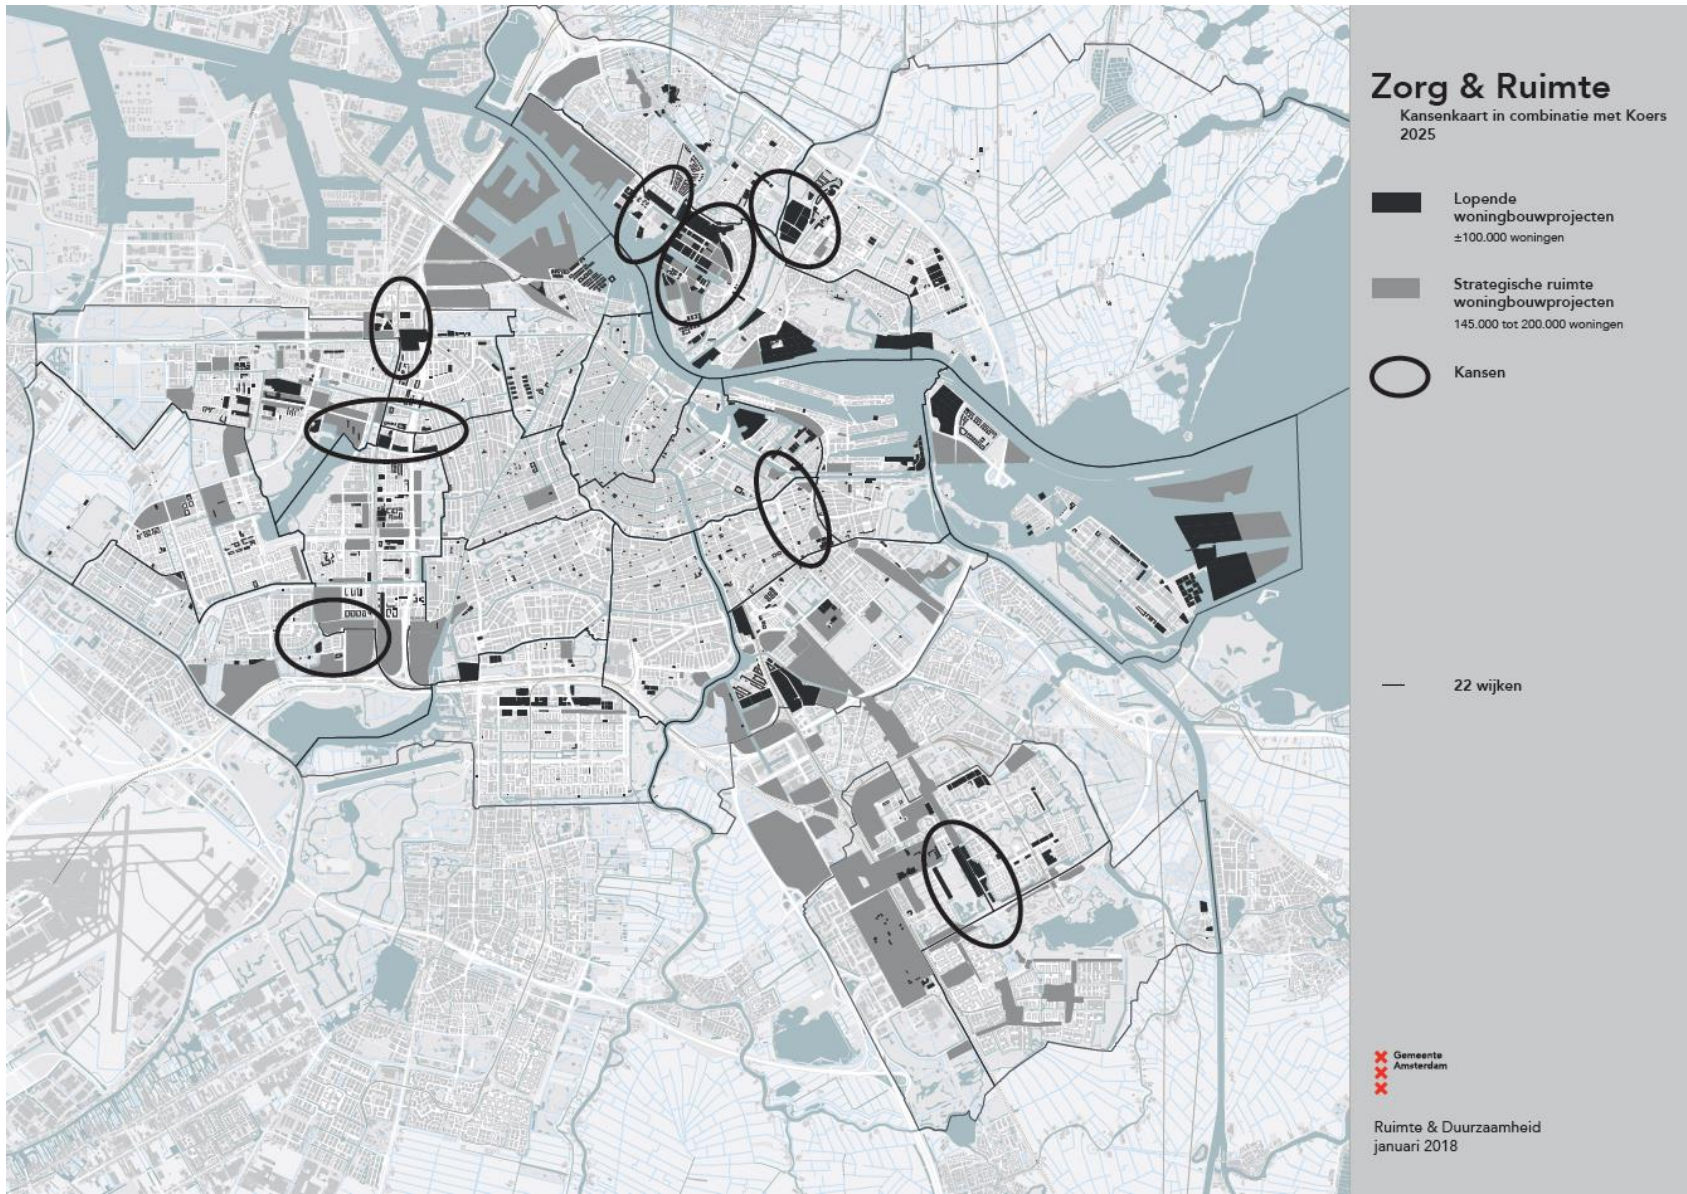 Zorg & Ruimte
Kansenkaart in combinatie met Koers
2025
Lopende
woningbouwprojecten
±100.000 woningen
Strategische ruimte
woningbouwprojecten
145.000 tot 200.000 woningen
Kansen
22 wijken
Gemeente
Amsterdam
Ruimte & Duurzaamheid
januari 2018